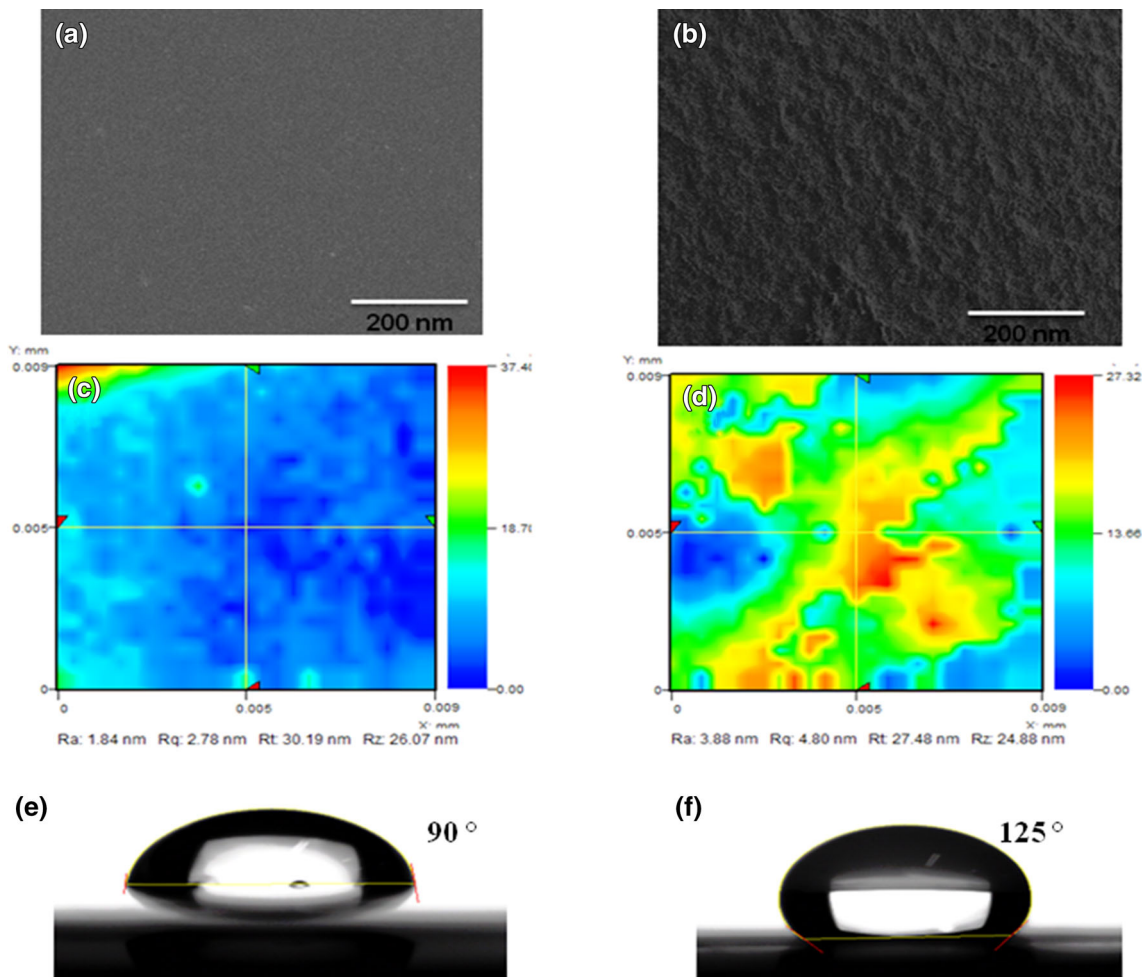 (a)
(b)
200 nm
200 nm
Y: mm
0.009
(c)
37.48
0.005
18.70
0
0.00
0
0.005
0.009
X: mm
Ra: 1.84 nm Rq: 2.78 nm Rt: 30.19 nm Rz: 26.07 nm
Y: mm
0.009
(d)
27.32
0.005
13.66
0
0.00
0
0.005
0.009
X: mm
Ra: 3.88 nm Rq: 4.80 nm Rt: 27.48 nm Rz: 24.88 nm
(e)
90 °
(f)
125°